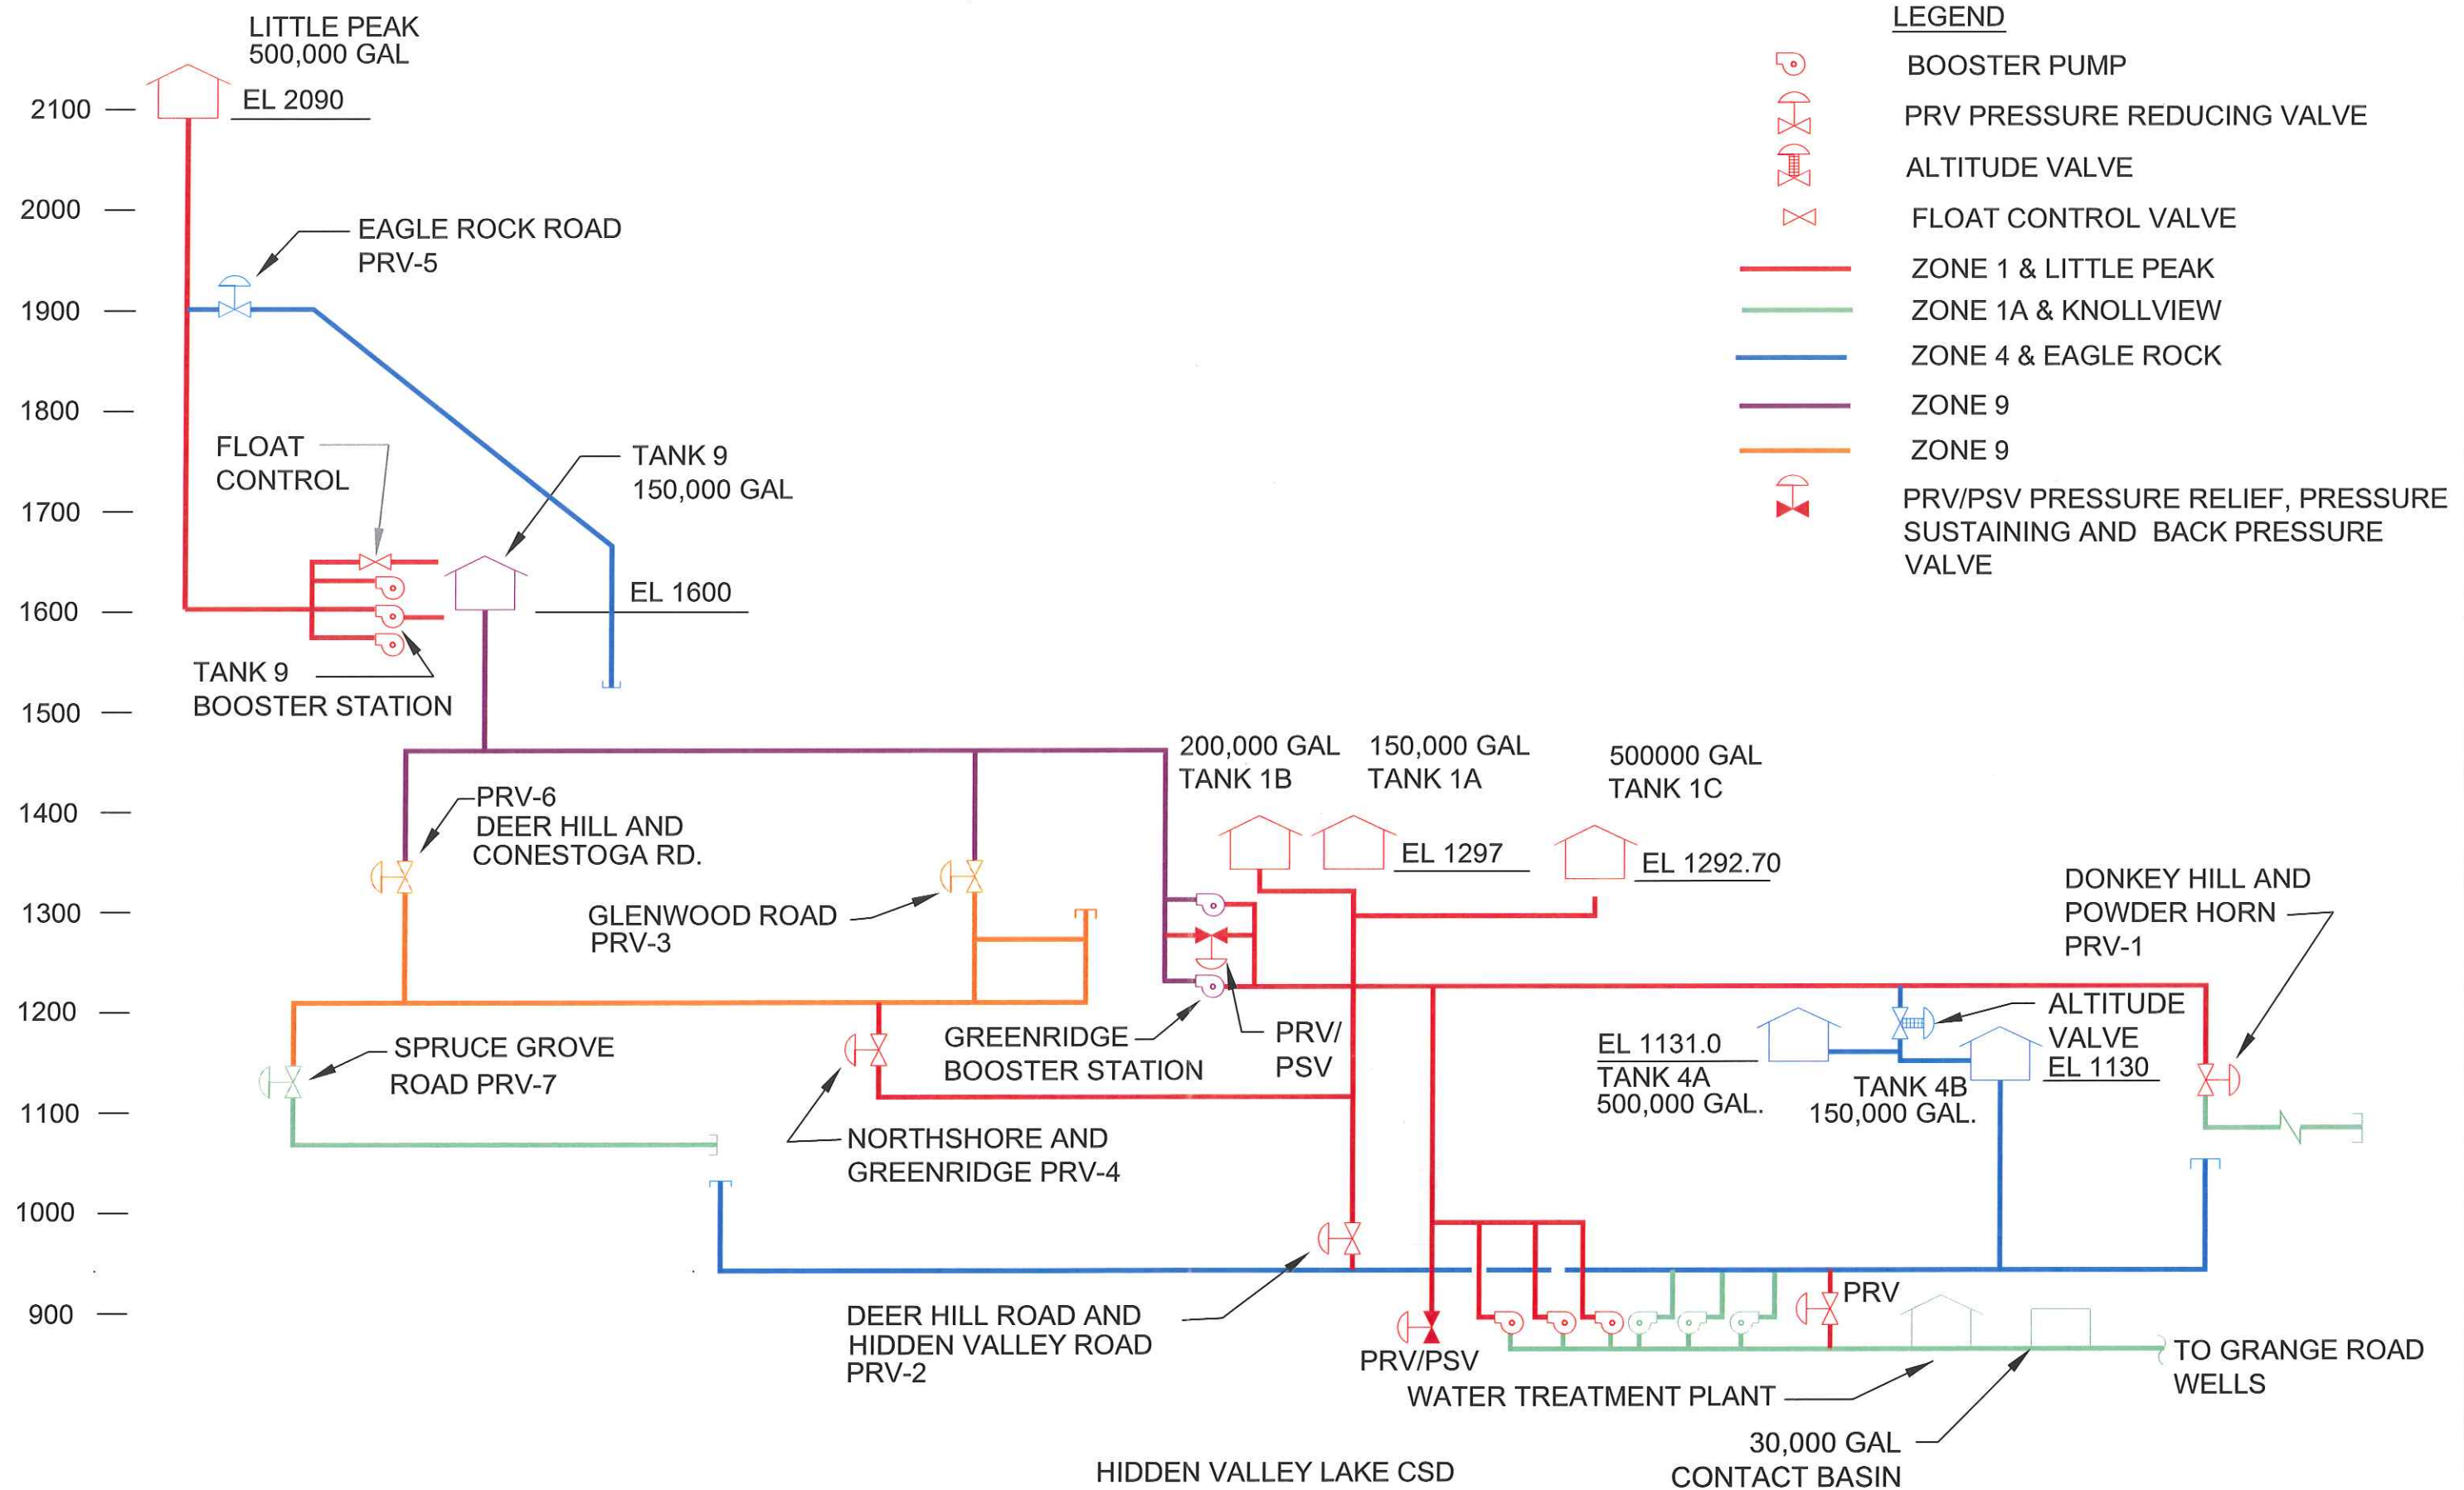 LITTLE PEAK
500,000 GAL
EL 2090
2100
2000
1900
1800
1700
1600
1500
1400
1300
1200
1100
1000
900
EAGLE ROCK ROAD
PRV-5
FLOAT
CONTROL
TANK 9
150,000 GAL
EL 1600
TANK 9
BOOSTER STATION
PRV-6
DEER HILL AND
CONESTOGA RD.
GLENWOOD ROAD
PRV-3
SPRUCE GROVE
ROAD PRV-7
NORTHSHORE AND
GREENRIDGE PRV-4
GREENRIDGE
BOOSTER STATION
PRV/
PSV
200,000 GAL
TANK 1B
150,000 GAL
TANK 1A
EL 1297
500000 GAL
TANK 1C
EL 1292.70
DONKEY HILL AND
POWDER HORN
PRV-1
ALTITUDE
VALVE
EL 1130
EL 1131.0
TANK 4A
500,000 GAL.
TANK 4B
150,000 GAL.
DEER HILL ROAD AND
HIDDEN VALLEY ROAD
PRV-2
PRV/PSV
PRV
WATER TREATMENT PLANT
TO GRANGE ROAD
WELLS
30,000 GAL
CONTACT BASIN
HIDDEN VALLEY LAKE CSD
LEGEND
BOOSTER PUMP
PRV PRESSURE REDUCING VALVE
ALTITUDE VALVE
FLOAT CONTROL VALVE
ZONE 1 & LITTLE PEAK
ZONE 1A & KNOLLVIEW
ZONE 4 & EAGLE ROCK
ZONE 9
ZONE 9
PRV/PSV PRESSURE RELIEF, PRESSURE
SUSTAINING AND BACK PRESSURE
VALVE